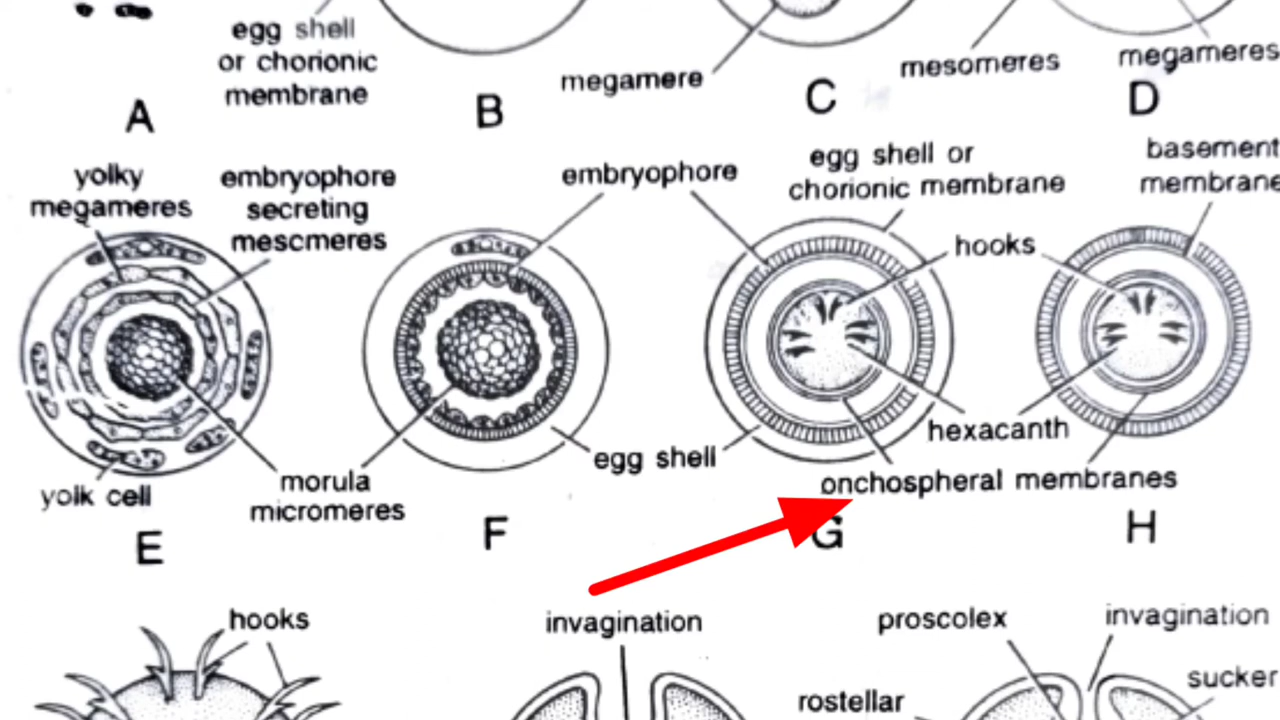 egg shell
or chorionic
membrane
megamere
mesomeres
megameres
A
B
C
D
yolky
megameres
embryophore
secreting
mescmeres
embryophore
egg shell or
chorionic membrane
basement
membrane
hooks
hexacanth
egg shell
onchospheral membranes
yolk cell
morula
micromeres
E
F
G
H
hooks
invagination
proscolex
invagination
sucker
rostellar